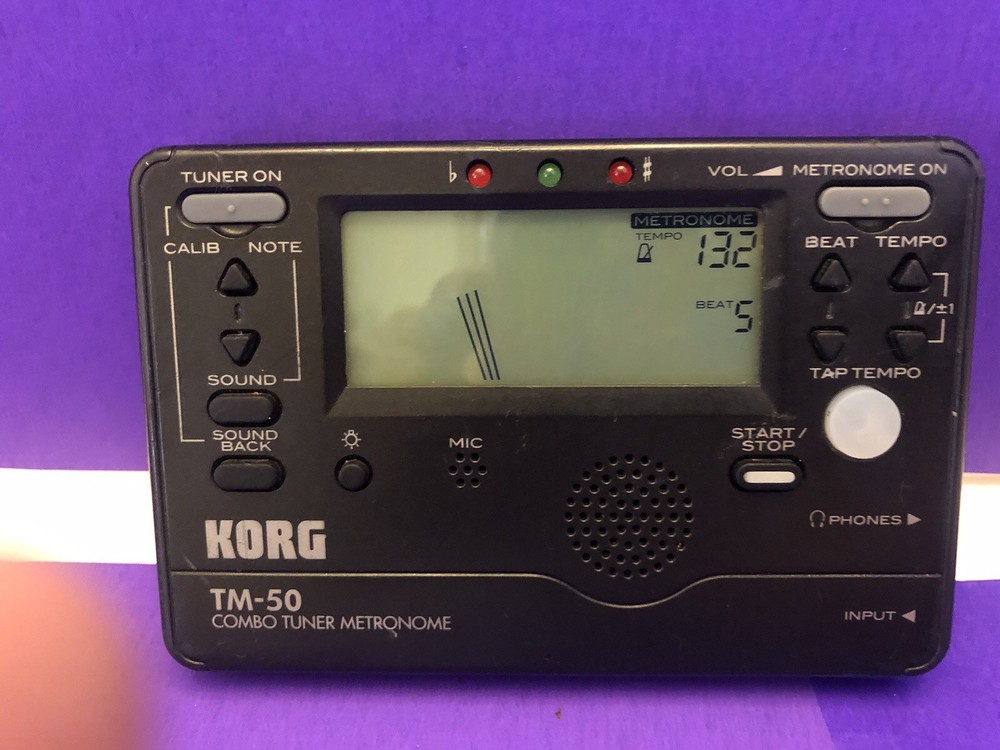 TUNER ON
♭ ♯
VOL METRONOME ON
CALIB NOTE
METRONOME
TEMPO 132
BEAT 5
BEAT TEMPO
/±1
SOUND
TAP TEMPO
SOUND
BACK
MIC
START/
STOP
PHONES ▶
KORG
TM-50
COMBO TUNER METRONOME
INPUT ◀